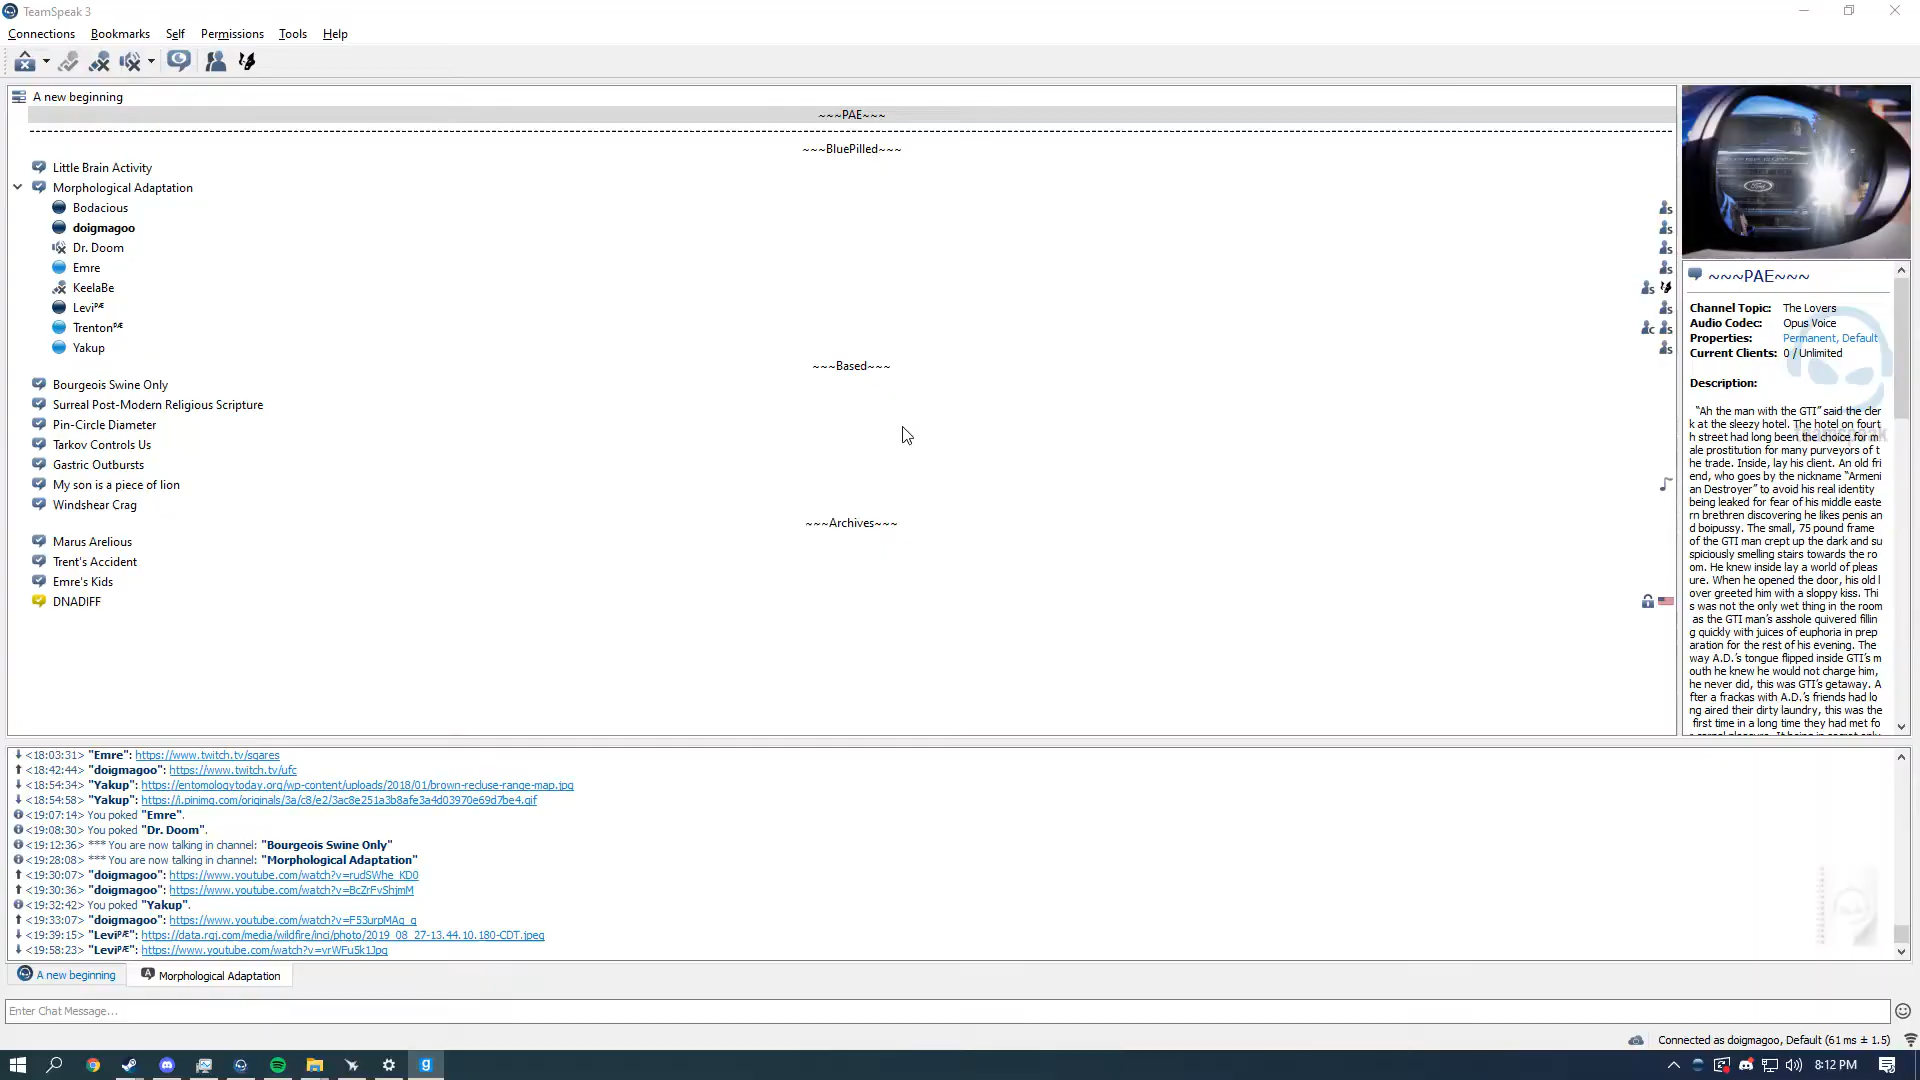 TeamSpeak 3
Connections Bookmarks Self Permissions Tools Help
A new beginning
~~~PAE~~~
~~~BluePilled~~~
Little Brain Activity
Morphological Adaptation
Bodacious
doigmagoo
Dr. Doom
Emre
KeelaBe
Leviᴾᴬᴱ
Trentonᴾᴬᴱ
Yakup
~~~Based~~~
Bourgeois Swine Only
Surreal Post-Modern Religious Scripture
Pin-Circle Diameter
Tarkov Controls Us
Gastric Outbursts
My son is a piece of lion
Windshear Crag
~~~Archives~~~
Marus Arelious
Trent's Accident
Emre's Kids
DNADIFF
~~~PAE~~~
Channel Topic: The Lovers
Audio Codec: Opus Voice
Properties: Permanent, Default
Current Clients: 0 / Unlimited
Description:
“Ah the man with the GTI” said the cler
k at the sleezy hotel. The hotel on fourt
h street had long been the choice for m
ale prostitution for many purveyors of t
he trade. Inside, lay his client. An old fri
end, who goes by the nickname “Armeni
an Destroyer” to avoid his real identity
being leaked for fear of his middle easte
rn brethren discovering he likes penis an
d boipussy. The small, 75 pound frame
of the GTI man crept up the dark and su
spiciously smelling stairs towards the ro
om. He knew inside lay a world of pleas
ure. When he opened the door, his old l
over greeted him with a sloppy kiss. Thi
s was not the only wet thing in the room
as the GTI man’s asshole quivered fillin
g quickly with juices of euphoria in prep
aration for the rest of his evening. The
way A.D.’s tongue flipped inside GTI’s m
outh he knew he would not charge him,
he never did, this was GTI’s getaway. A
fter a frackas with A.D.’s friends had lo
ng aired their dirty laundry, this was the
first time in a long time they had met fo
<18:03:31> "Emre": https://www.twitch.tv/sgares
<18:42:44> "doigmagoo": https://www.twitch.tv/ufc
<18:54:34> "Yakup": https://entomologytoday.org/wp-content/uploads/2018/01/brown-recluse-range-map.jpg
<18:54:58> "Yakup": https://i.pinimg.com/originals/3a/c8/e2/3ac8e251a3b8afe3a4d03970e69d7be4.gif
<19:07:14> You poked "Emre".
<19:08:30> You poked "Dr. Doom".
<19:12:36> *** You are now talking in channel: "Bourgeois Swine Only"
<19:28:08> *** You are now talking in channel: "Morphological Adaptation"
<19:30:07> "doigmagoo": https://www.youtube.com/watch?v=rudSWhe_KD0
<19:30:36> "doigmagoo": https://www.youtube.com/watch?v=BcZrFvShjmM
<19:32:42> You poked "Yakup".
<19:33:07> "doigmagoo": https://www.youtube.com/watch?v=F53urpMAg_g
<19:39:15> "Leviᴾᴬᴱ": https://data.rgj.com/media/wildfire/inci/photo/2019_08_27-13.44.10.180-CDT.jpeg
<19:58:23> "Leviᴾᴬᴱ": https://www.youtube.com/watch?v=vrWFu5k1Jpg
A new beginning Morphological Adaptation
Enter Chat Message...
Connected as doigmagoo, Default (61 ms ± 1.5)
8:12 PM